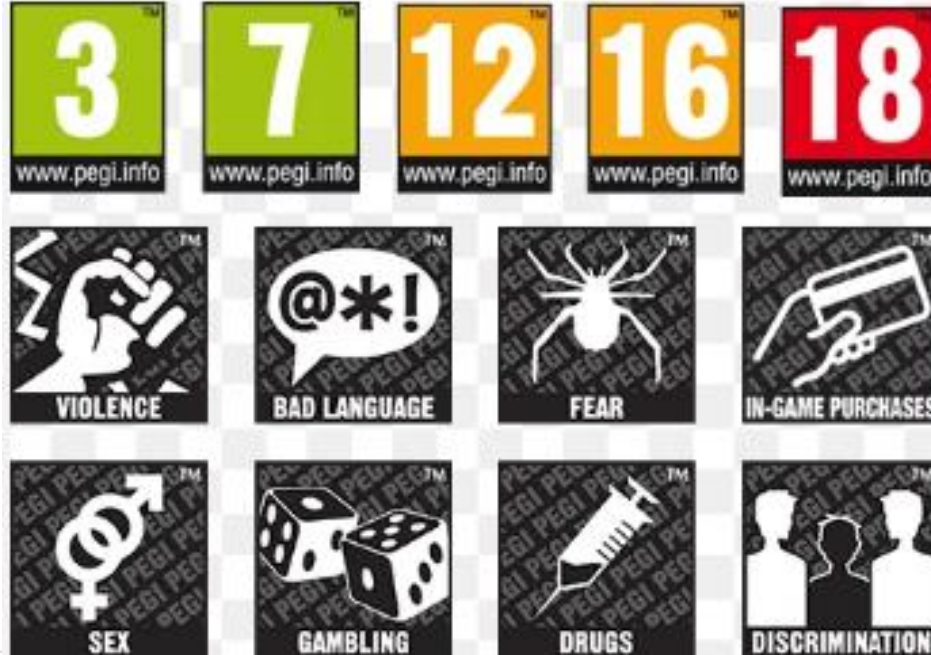 3 7 12 16 18
www.pegi.info www.pegi.info www.pegi.info www.pegi.info www.pegi.info
@*!
VIOLENCE BAD LANGUAGE FEAR IN-GAME PURCHASES
SEX GAMBLING DRUGS DISCRIMINATION